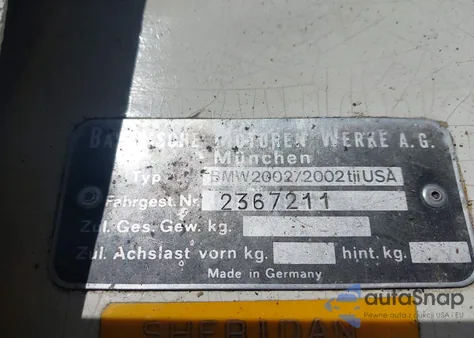 BAYERISCHE MOTOREN WERKE A.G.
München
Typ BMW2002/2002tiiUSA
Fahrgest. Nr. 2367211
Zul. Ges. Gew. kg.
Zul. Achslast vorn kg. hint. kg.
Made in Germany
SHERIDAN
autoSnap
Pewne auta z aukcji USA i EU